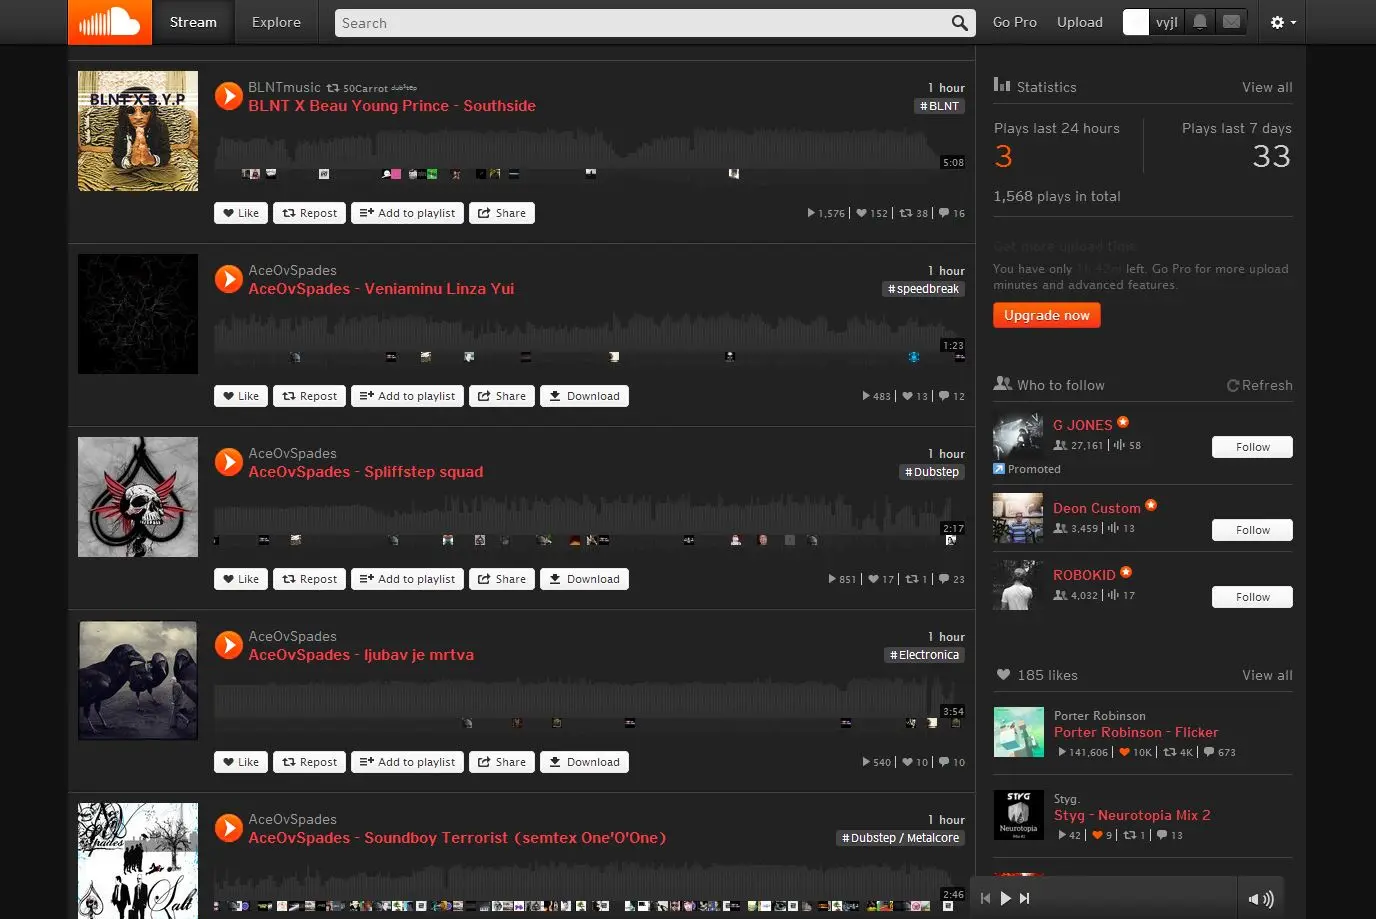 Stream
Explore
Search
Go Pro
Upload
vyjl
BLNTmusic 50Carrot dubstep
1 hour
BLNT X Beau Young Prince - Southside
#BLNT
BLNT X B.Y.P
5:08
Like
Repost
Add to playlist
Share
1,576 152 38 16
AceOvSpades
1 hour
AceOvSpades - Veniaminu Linza Yui
#speedbreak
1:23
Like
Repost
Add to playlist
Share
Download
483 13 12
AceOvSpades
1 hour
AceOvSpades - Spliffstep squad
#Dubstep
2:17
Like
Repost
Add to playlist
Share
Download
851 17 1 23
AceOvSpades
1 hour
AceOvSpades - ljubav je mrtva
#Electronica
3:54
Like
Repost
Add to playlist
Share
Download
540 10 10
AceOvSpades
1 hour
AceOvSpades - Soundboy Terrorist (semtex One'O'One)
#Dubstep / Metalcore
2:46
Statistics
View all
Plays last 24 hours
3
Plays last 7 days
33
1,568 plays in total
Get more upload time
You have only left. Go Pro for more upload
minutes and advanced features.
Upgrade now
Who to follow
Refresh
G JONES
27,161 58
Follow
Promoted
Deon Custom
3,459 13
Follow
ROBOKID
4,032 17
Follow
185 likes
View all
Porter Robinson
Porter Robinson - Flicker
141,606 10K 4K 673
STYG
Neurotopia
Styg.
Styg - Neurotopia Mix 2
42 9 1 13